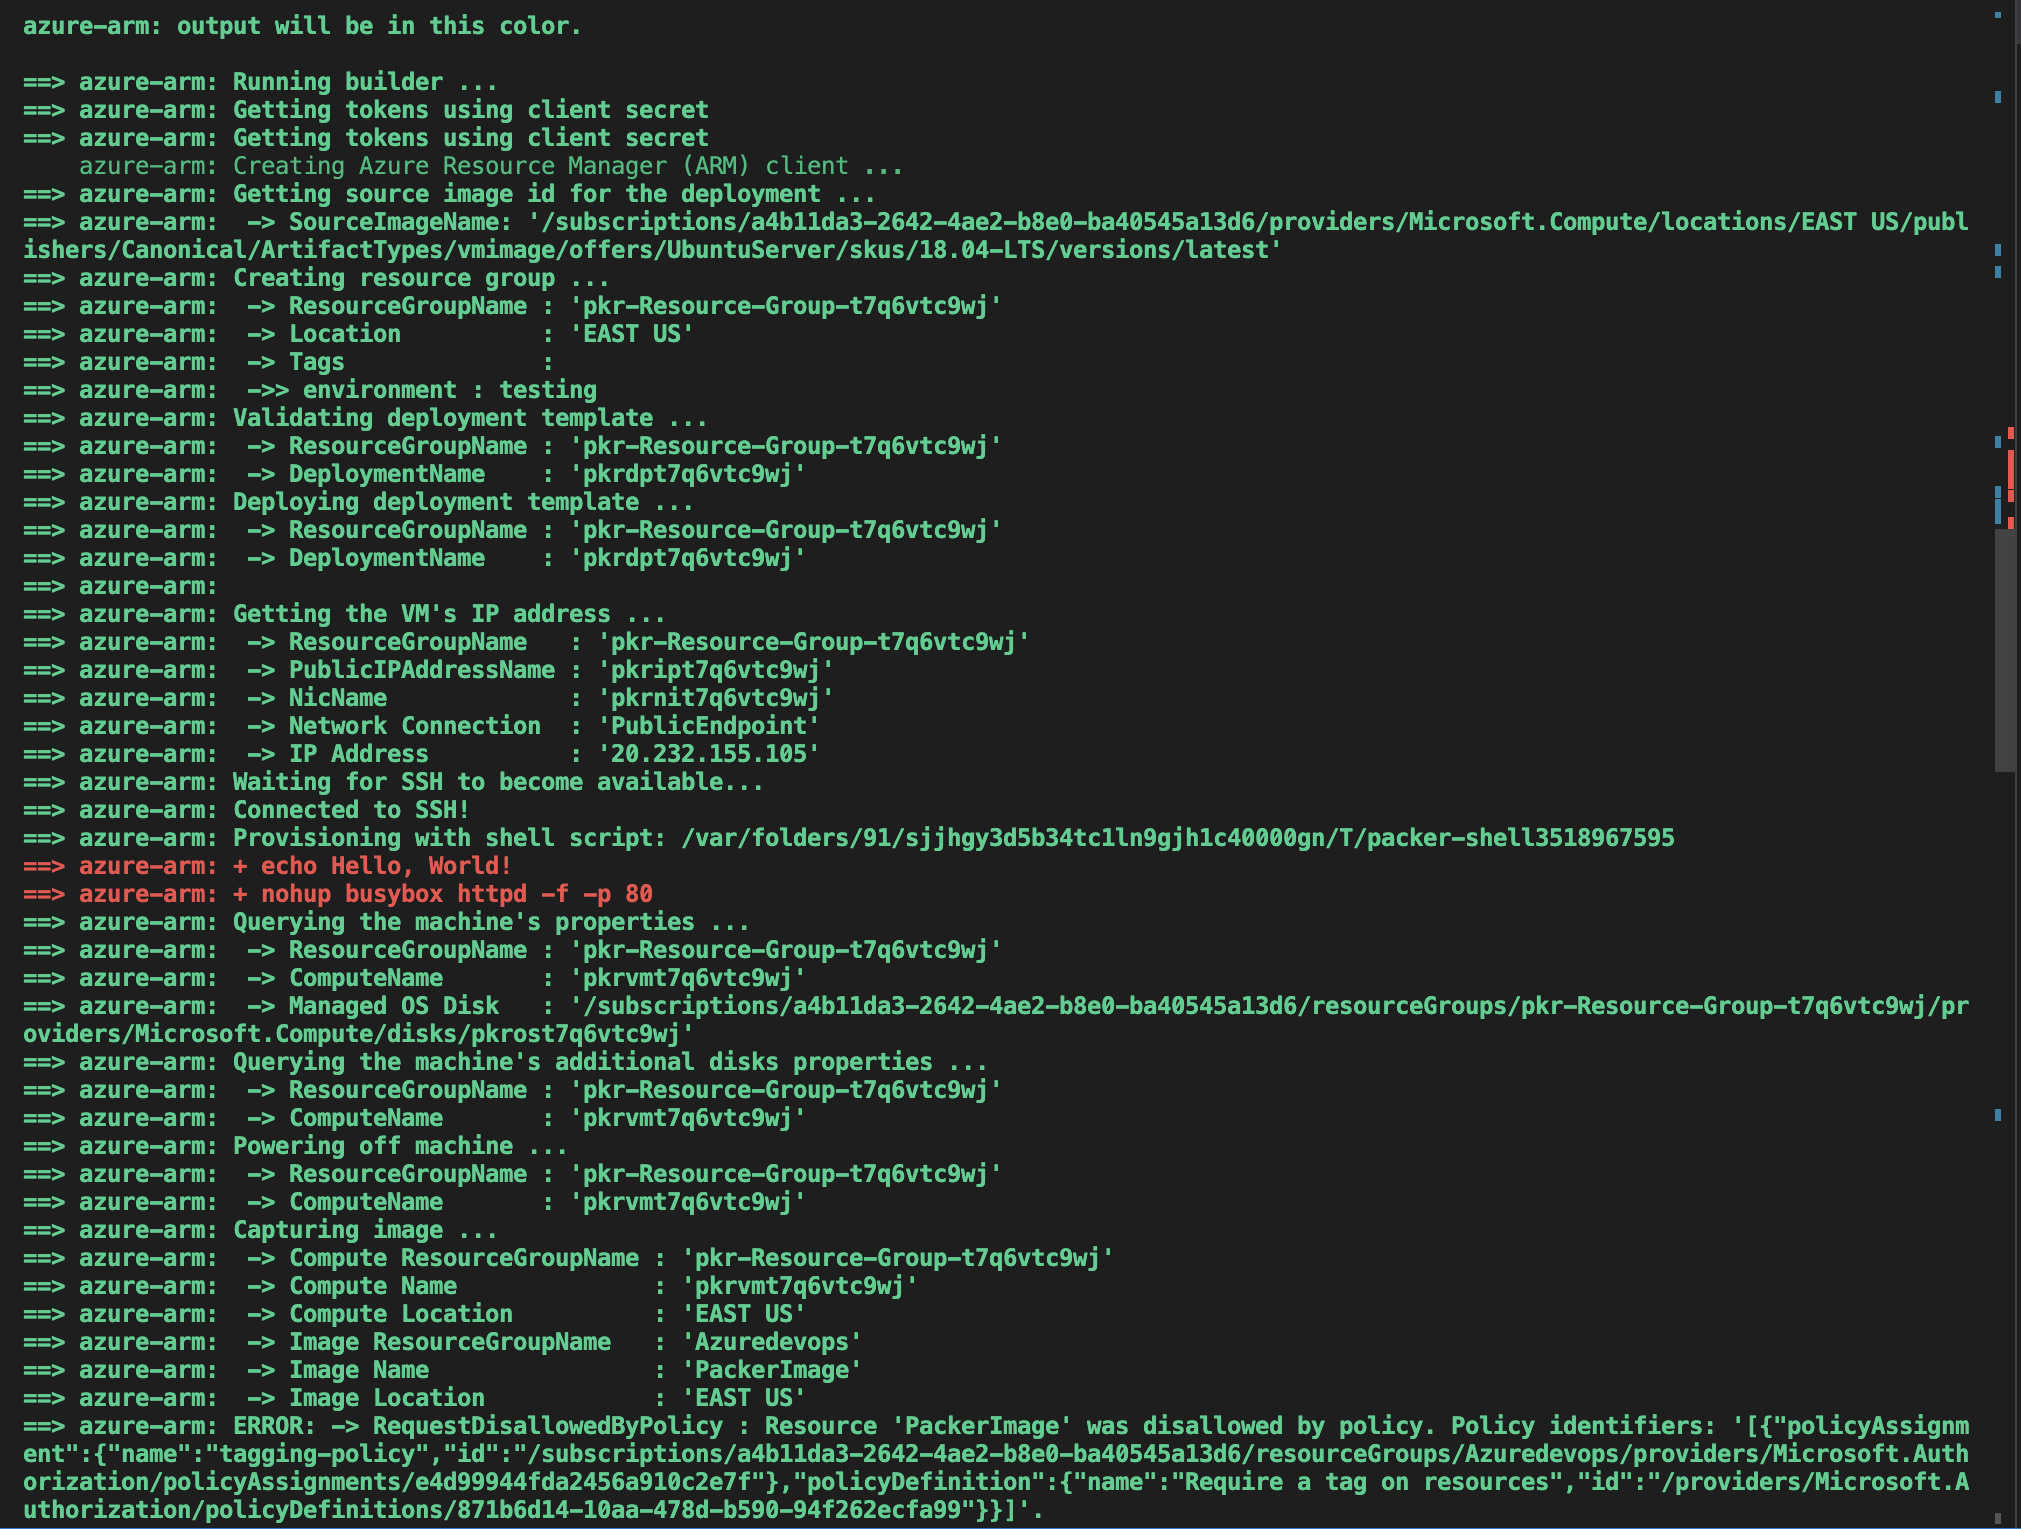 azure-arm: output will be in this color.

==> azure-arm: Running builder ...
==> azure-arm: Getting tokens using client secret
==> azure-arm: Getting tokens using client secret
    azure-arm: Creating Azure Resource Manager (ARM) client ...
==> azure-arm: Getting source image id for the deployment ...
==> azure-arm:  -> SourceImageName: '/subscriptions/a4b11da3-2642-4ae2-b8e0-ba40545a13d6/providers/Microsoft.Compute/locations/EAST US/publ
ishers/Canonical/ArtifactTypes/vmimage/offers/UbuntuServer/skus/18.04-LTS/versions/latest'
==> azure-arm: Creating resource group ...
==> azure-arm:  -> ResourceGroupName : 'pkr-Resource-Group-t7q6vtc9wj'
==> azure-arm:  -> Location          : 'EAST US'
==> azure-arm:  -> Tags              :
==> azure-arm:  ->> environment : testing
==> azure-arm: Validating deployment template ...
==> azure-arm:  -> ResourceGroupName : 'pkr-Resource-Group-t7q6vtc9wj'
==> azure-arm:  -> DeploymentName    : 'pkrdpt7q6vtc9wj'
==> azure-arm: Deploying deployment template ...
==> azure-arm:  -> ResourceGroupName : 'pkr-Resource-Group-t7q6vtc9wj'
==> azure-arm:  -> DeploymentName    : 'pkrdpt7q6vtc9wj'
==> azure-arm:
==> azure-arm: Getting the VM's IP address ...
==> azure-arm:  -> ResourceGroupName   : 'pkr-Resource-Group-t7q6vtc9wj'
==> azure-arm:  -> PublicIPAddressName : 'pkript7q6vtc9wj'
==> azure-arm:  -> NicName             : 'pkrnit7q6vtc9wj'
==> azure-arm:  -> Network Connection  : 'PublicEndpoint'
==> azure-arm:  -> IP Address          : '20.232.155.105'
==> azure-arm: Waiting for SSH to become available...
==> azure-arm: Connected to SSH!
==> azure-arm: Provisioning with shell script: /var/folders/91/sjjhgy3d5b34tc1ln9gjh1c40000gn/T/packer-shell3518967595
==> azure-arm: + echo Hello, World!
==> azure-arm: + nohup busybox httpd -f -p 80
==> azure-arm: Querying the machine's properties ...
==> azure-arm:  -> ResourceGroupName : 'pkr-Resource-Group-t7q6vtc9wj'
==> azure-arm:  -> ComputeName       : 'pkrvmt7q6vtc9wj'
==> azure-arm:  -> Managed OS Disk   : '/subscriptions/a4b11da3-2642-4ae2-b8e0-ba40545a13d6/resourceGroups/pkr-Resource-Group-t7q6vtc9wj/pr
oviders/Microsoft.Compute/disks/pkrost7q6vtc9wj'
==> azure-arm: Querying the machine's additional disks properties ...
==> azure-arm:  -> ResourceGroupName : 'pkr-Resource-Group-t7q6vtc9wj'
==> azure-arm:  -> ComputeName       : 'pkrvmt7q6vtc9wj'
==> azure-arm: Powering off machine ...
==> azure-arm:  -> ResourceGroupName : 'pkr-Resource-Group-t7q6vtc9wj'
==> azure-arm:  -> ComputeName       : 'pkrvmt7q6vtc9wj'
==> azure-arm: Capturing image ...
==> azure-arm:  -> Compute ResourceGroupName : 'pkr-Resource-Group-t7q6vtc9wj'
==> azure-arm:  -> Compute Name              : 'pkrvmt7q6vtc9wj'
==> azure-arm:  -> Compute Location          : 'EAST US'
==> azure-arm:  -> Image ResourceGroupName   : 'Azuredevops'
==> azure-arm:  -> Image Name                : 'PackerImage'
==> azure-arm:  -> Image Location            : 'EAST US'
==> azure-arm: ERROR: -> RequestDisallowedByPolicy : Resource 'PackerImage' was disallowed by policy. Policy identifiers: '[{"policyAssignm
ent":{"name":"tagging-policy","id":"/subscriptions/a4b11da3-2642-4ae2-b8e0-ba40545a13d6/resourceGroups/Azuredevops/providers/Microsoft.Auth
orization/policyAssignments/e4d99944fda2456a910c2e7f"},"policyDefinition":{"name":"Require a tag on resources","id":"/providers/Microsoft.A
uthorization/policyDefinitions/871b6d14-10aa-478d-b590-94f262ecfa99"}}]'.